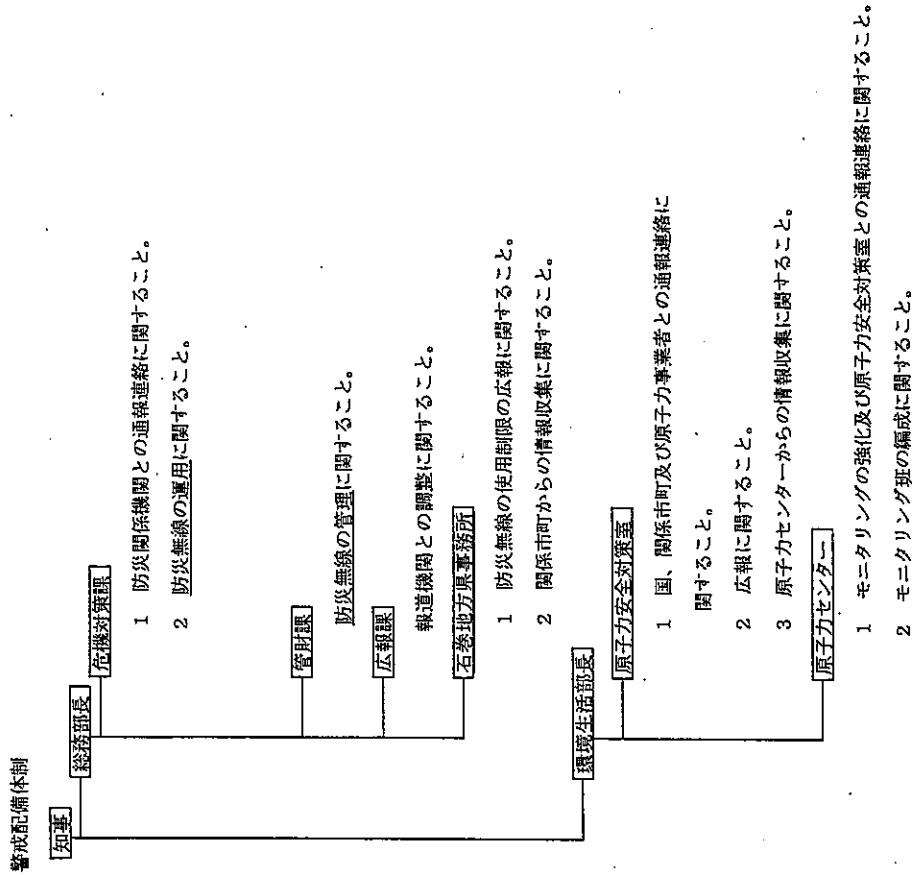 警戒配備体制
知事
総務部長
危機対策課
1 防災関係機関との通報連絡に関すること。
2 防災無線の運用に関すること。
管財課
防災無線の管理に関すること。
広報課
報道機関との調整に関すること。
石巻地方県事務所
1 防災無線の使用制限の広報に関すること。
2 関係市町からの情報収集に関すること。
環境生活部長
原子力安全対策室
1 国、関係市町及び原子力事業者との通報連絡に
関すること。
2 広報に関すること。
3 原子力センターからの情報収集に関すること。
原子力センター
1 モニタリングの強化及び原子力安全対策室との通報連絡に関すること。
2 モニタリング班の編成に関すること。